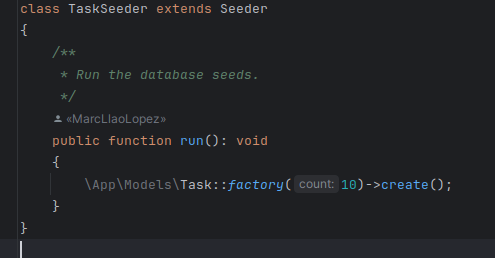 class TaskSeeder extends Seeder
{
/**
* Run the database seeds.
*/
«MarcLlaoLopez»
public function run(): void
{
\App\Models\Task::factory( count: 10)->create();
}
}